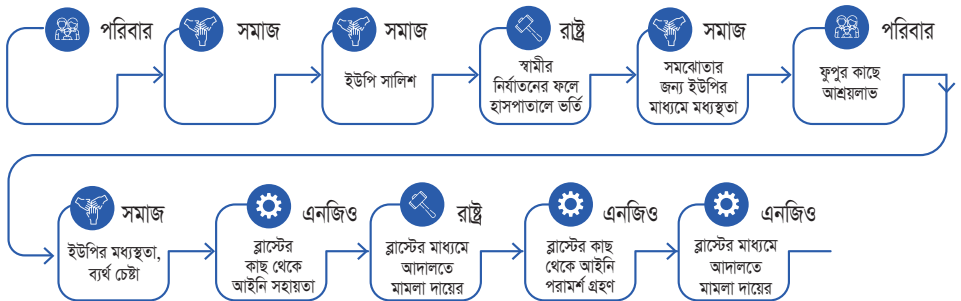 পরিবার
সমাজ
সমাজ
ইউপি সালিশ
রাষ্ট্র
স্বামীর
নির্যাতনের ফলে
হাসপাতালে ভর্তি
সমাজ
সমঝোতার
জন্য ইউপির
মাধ্যমে মধ্যস্থতা
পরিবার
ফুপুর কাছে
আশ্রয়লাভ
সমাজ
ইউপির মধ্যস্থতা,
ব্যর্থ চেষ্টা
এনজিও
ব্লাস্টের
কাছ থেকে
আইনি সহায়তা
রাষ্ট্র
ব্লাস্টের মাধ্যমে
আদালতে
মামলা দায়ের
এনজিও
ব্লাস্টের কাছ
থেকে আইনি
পরামর্শ গ্রহণ
এনজিও
ব্লাস্টের মাধ্যমে
আদালতে
মামলা দায়ের